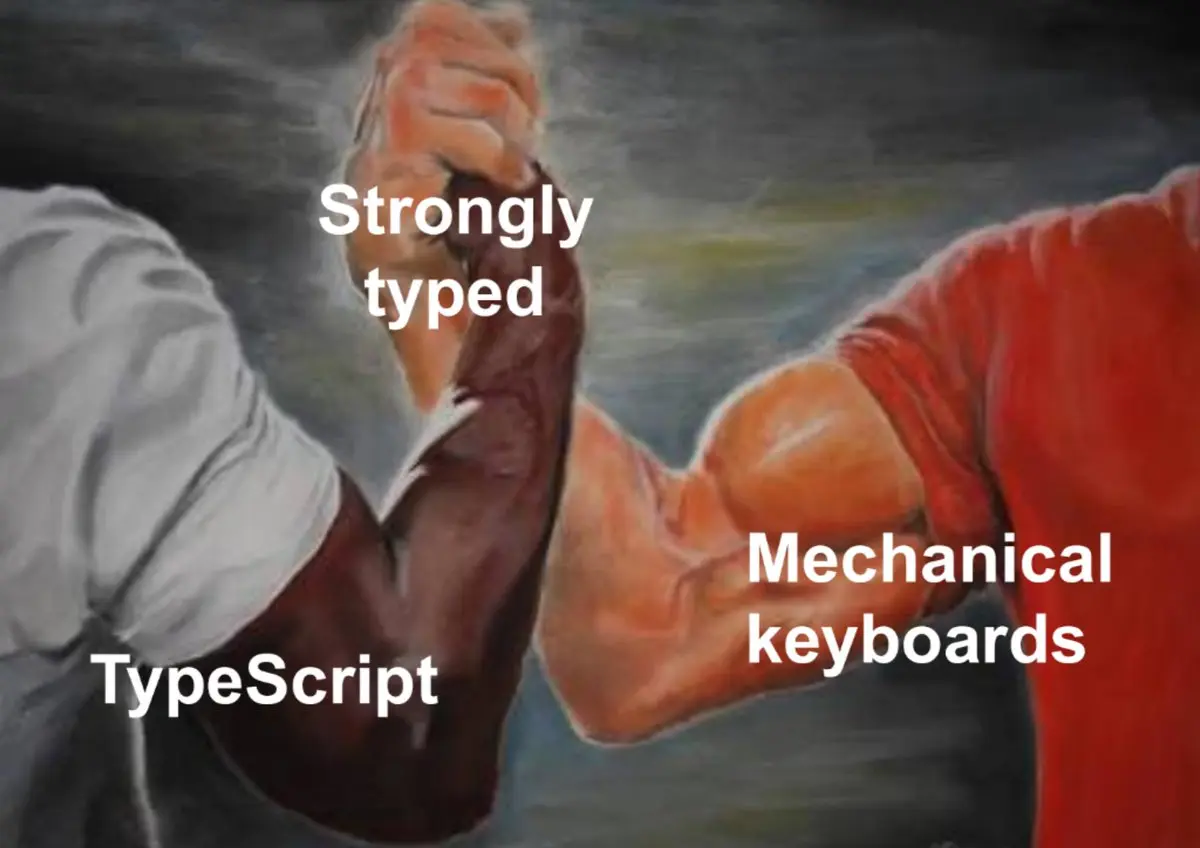 Strongly
typed
Mechanical
keyboards
TypeScript